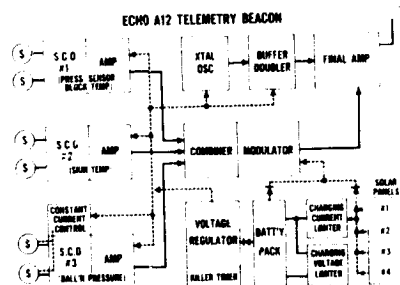 ECHO A12 TELEMETRY BEACON
S
S
S.C.O
#1
(PRESS SENSOR
BLOCK TEMP)
AMP
XTAL
OSC
BUFFER
DOUBLER
FINAL AMP
S
S
S.C.O
#2
(SKIN TEMP
AMP
COMBINER
MODULATOR
CONSTANT
CURRENT
CONTROL
S
S
S.C.O
#3
(BALL'N PRESSURE)
AMP
VOLTAGE
REGULATOR
KILLER TIMER
BATT'Y
PACK
CHARGING
CURRENT
LIMITER
CHARGING
VOLTAGE
LIMITER
SOLAR
PANELS
#1
#2
#3
#4